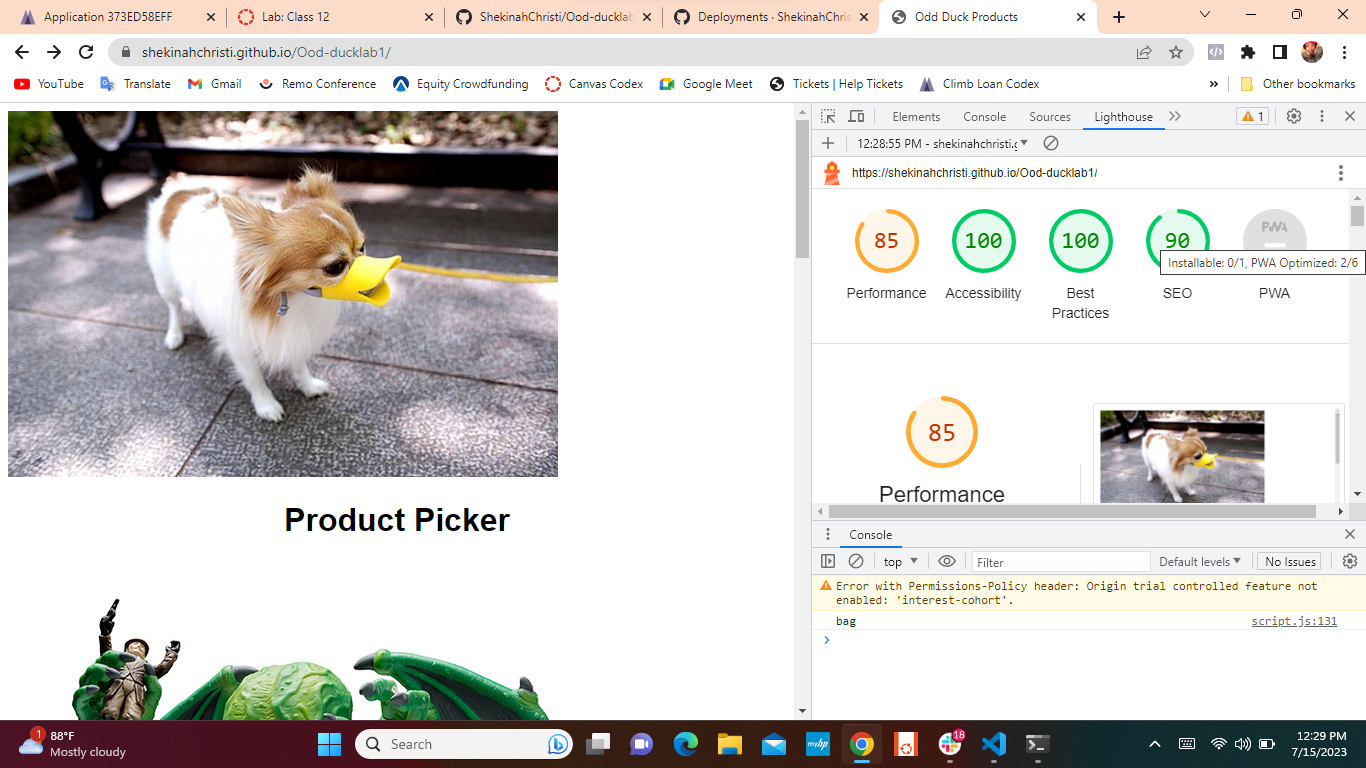 Application 373ED58EFF
Lab: Class 12
ShekinahChristi/Ood-ducklab
Deployments · ShekinahChris
Odd Duck Products
shekinahchristi.github.io/Ood-ducklab1/
YouTube
Translate
Gmail
Remo Conference
Equity Crowdfunding
Canvas Codex
Google Meet
Tickets | Help Tickets
Climb Loan Codex
»
Other bookmarks
Elements
Console
Sources
Lighthouse
1
12:28:55 PM - shekinahchristi.g
https://shekinahchristi.github.io/Ood-ducklab1/
85
100
100
90
PWA
Installable: 0/1, PWA Optimized: 2/6
Performance
Accessibility
Best
Practices
SEO
PWA
85
Performance
Product Picker
Console
top
Filter
Default levels
No Issues
Error with Permissions-Policy header: Origin trial controlled feature not
enabled: 'interest-cohort'.
bag
script.js:131
1
88°F
Mostly cloudy
Search
myhp
18
12:29 PM
7/15/2023